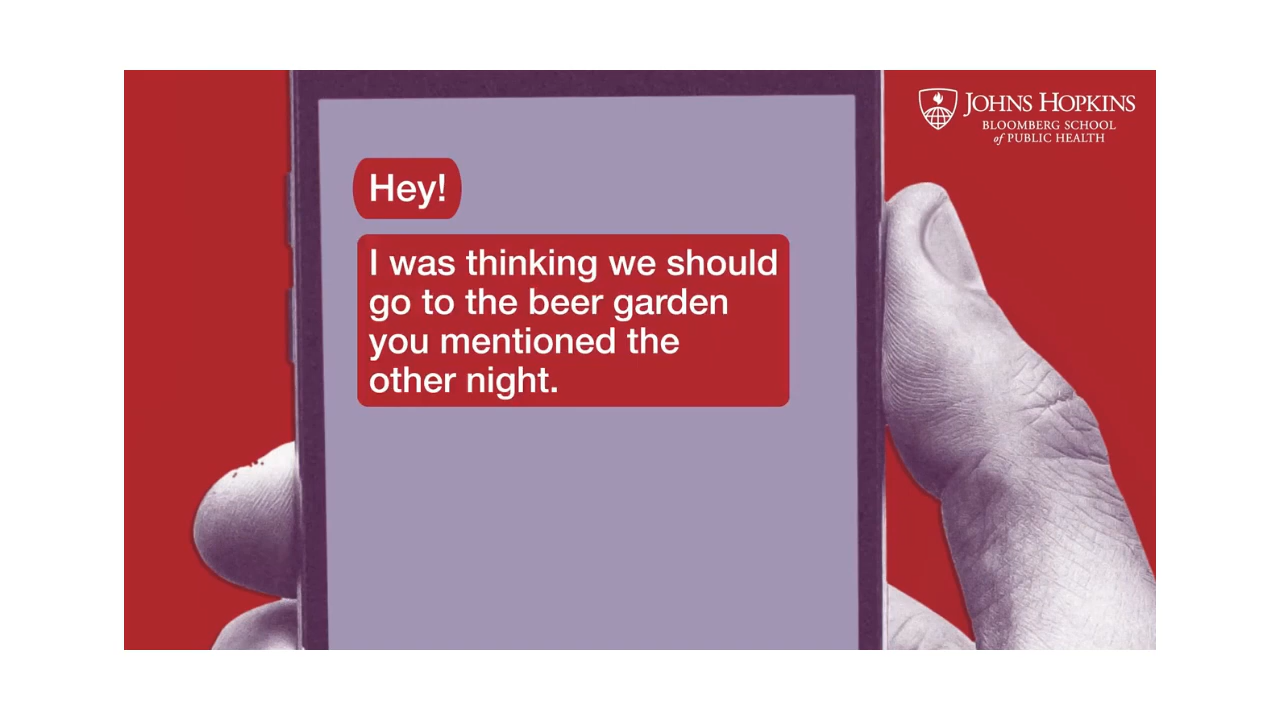 JOHNS HOPKINS
BLOOMBERG SCHOOL
of PUBLIC HEALTH
Hey!
I was thinking we should
go to the beer garden
you mentioned the
other night.